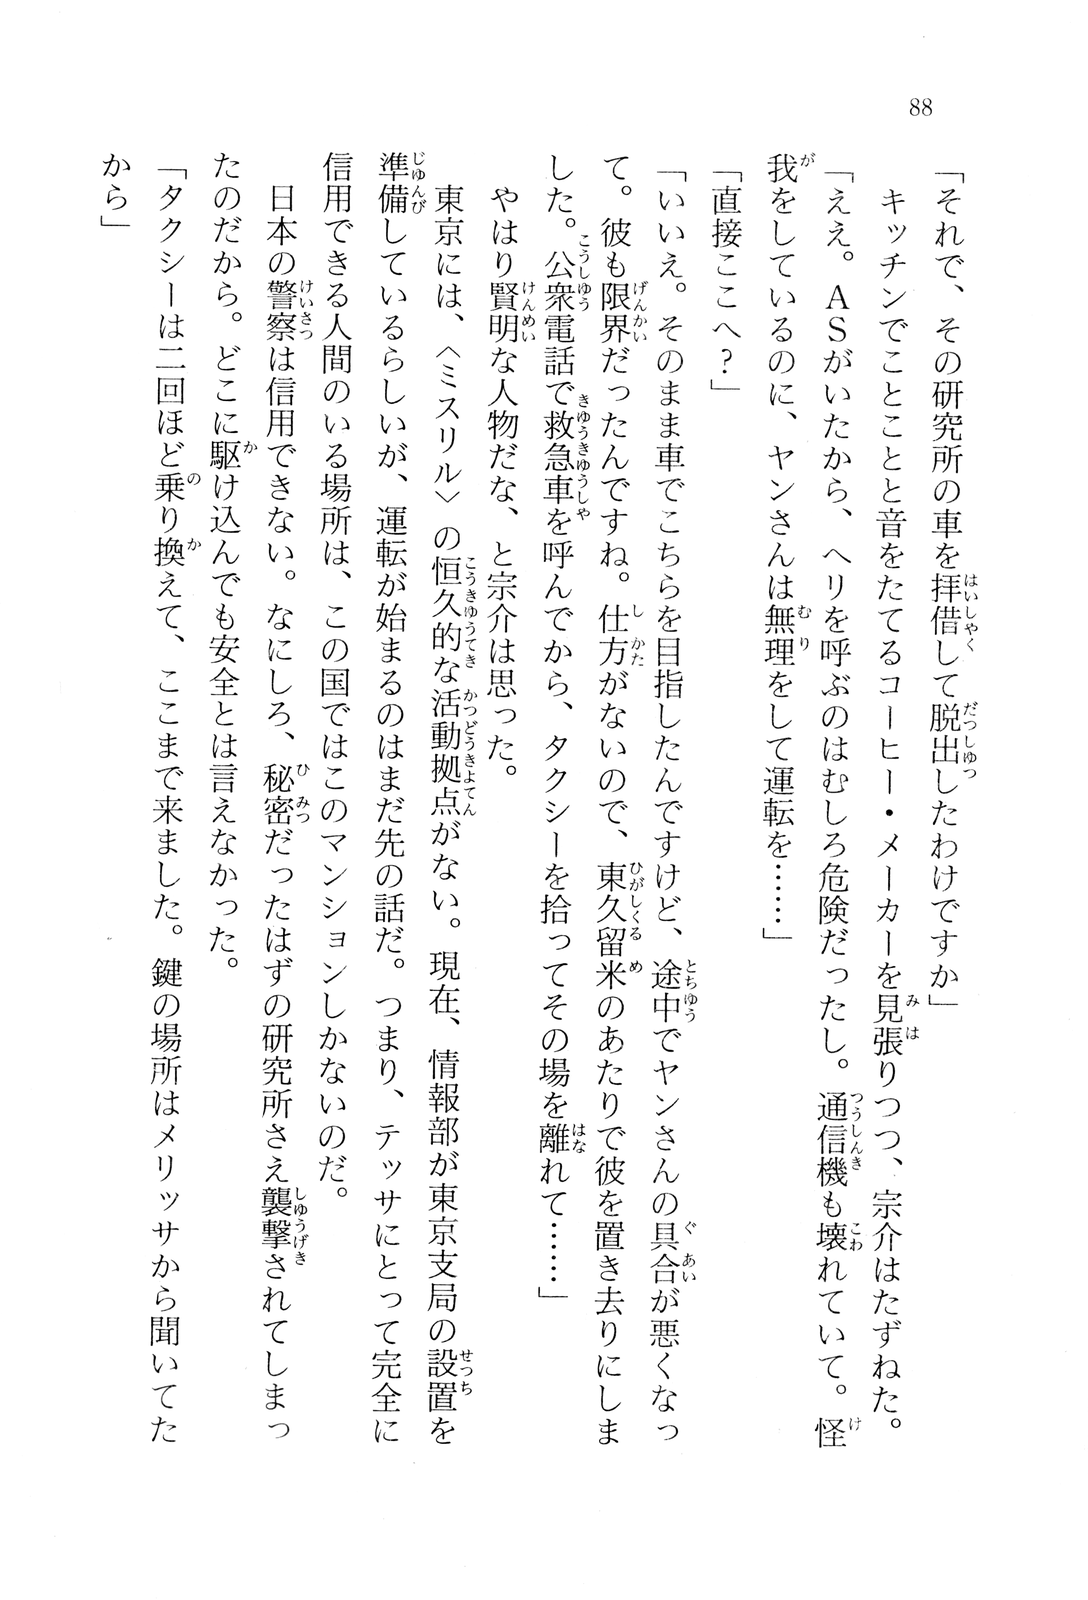 88
「それで、その研究所の車を拝借して脱出したわけですか」
キッチンでことことと音をたてるコーヒー・メーカーを見張りつつ、宗介はたずねた。
「ええ。ASがいたから、ヘリを呼ぶのはむしろ危険だったし。通信機も壊れていて。怪
我をしているのに、ヤンさんは無理をして運転を……」
「直接ここへ?」
「いいえ。そのまま車でこちらを目指したんですけど、途中でヤンさんの具合が悪くなっ
て。彼も限界だったんですね。仕方がないので、東久留米のあたりで彼を置き去りにしま
した。公衆電話で救急車を呼んでから、タクシーを拾ってその場を離れて……」
やはり賢明な人物だな、と宗介は思った。
東京には、〈ミスリル〉の恒久的な活動拠点がない。現在、情報部が東京支局の設置を
準備しているらしいが、運転が始まるのはまだ先の話だ。つまり、テッサにとって完全に
信用できる人間のいる場所は、この国ではこのマンションしかないのだ。
日本の警察は信用できない。なにしろ、秘密だったはずの研究所さえ襲撃されてしまっ
たのだから。どこに駆け込んでも安全とは言えなかった。
「タクシーは二回ほど乗り換えて、ここまで来ました。鍵の場所はメリッサから聞いてた
から」